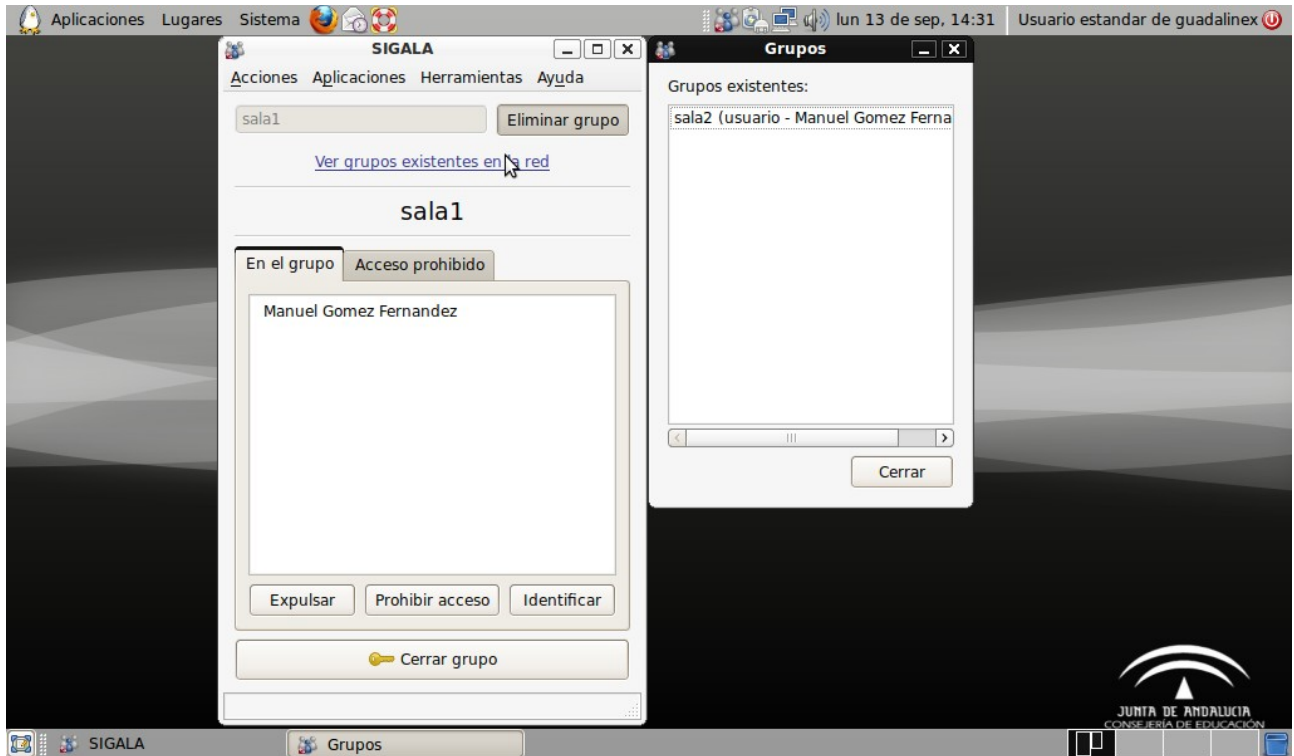 Aplicaciones Lugares Sistema lun 13 de sep, 14:31 Usuario estandar de guadalinex
SIGALA
Acciones Aplicaciones Herramientas Ayuda
sala1 Eliminar grupo
Ver grupos existentes en la red
sala1
En el grupo Acceso prohibido
Manuel Gomez Fernandez
Expulsar Prohibir acceso Identificar
Cerrar grupo
Grupos
Grupos existentes:
sala2 (usuario - Manuel Gomez Ferna
Cerrar
JUNTA DE ANDALUCIA
CONSEJERÍA DE EDUCACIÓN
SIGALA Grupos